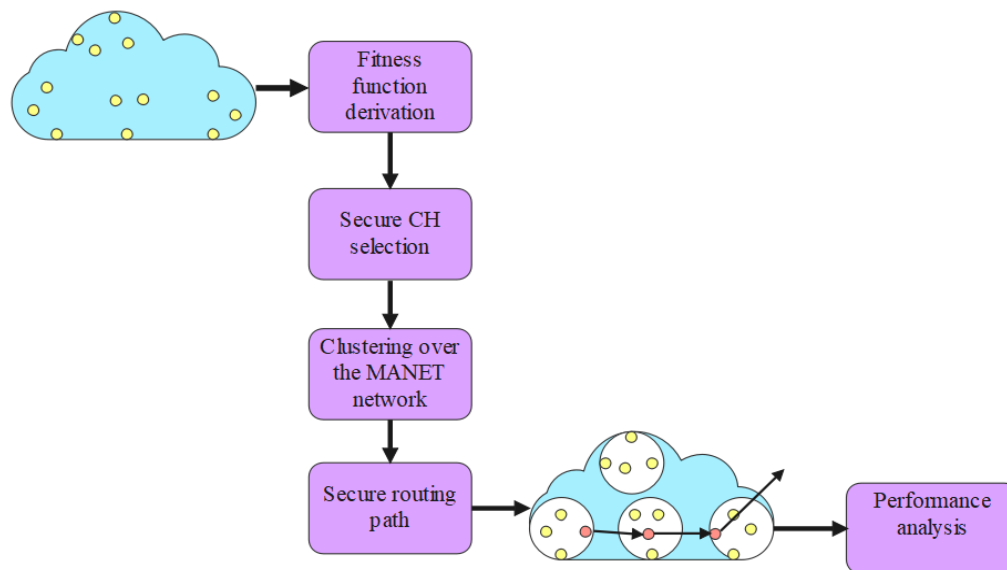 Fitness
function
derivation
Secure CH
selection
Clustering over
the MANET
network
Secure routing
path
Performance
analysis